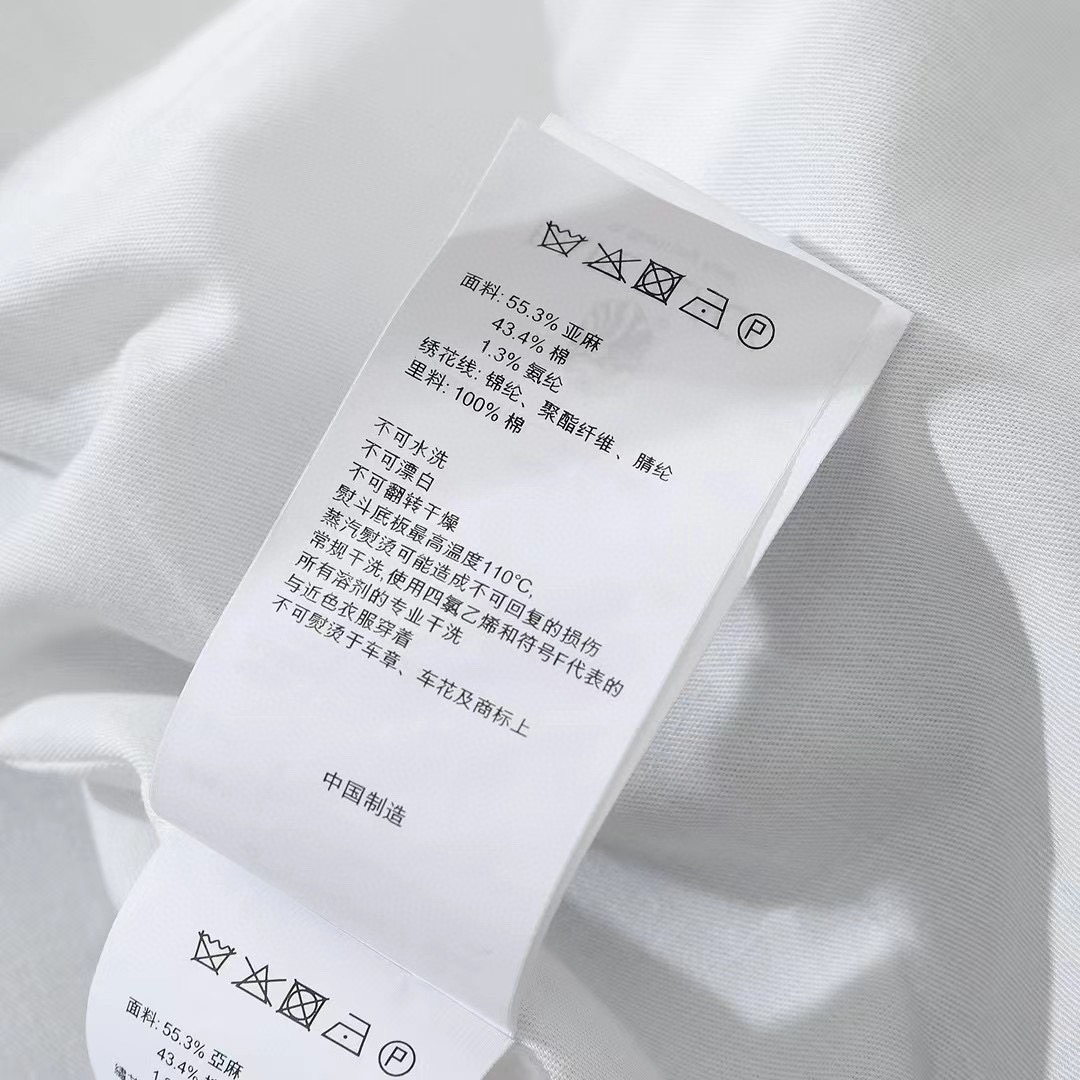 P
面料: 55.3% 亚麻
43.4% 棉
1.3% 氨纶
绣花线: 锦纶、聚酯纤维、腈纶
里料: 100% 棉
不可水洗
不可漂白
不可翻转干燥
熨斗底板最高温度110℃,
蒸汽熨烫可能造成不可回复的损伤
常规干洗,使用四氯乙烯和符号F代表的
所有溶剂的专业干洗
与近色衣服穿着
不可熨烫于车章、车花及商标上
中国制造
P
面料: 55.3% 亞麻
43.4%